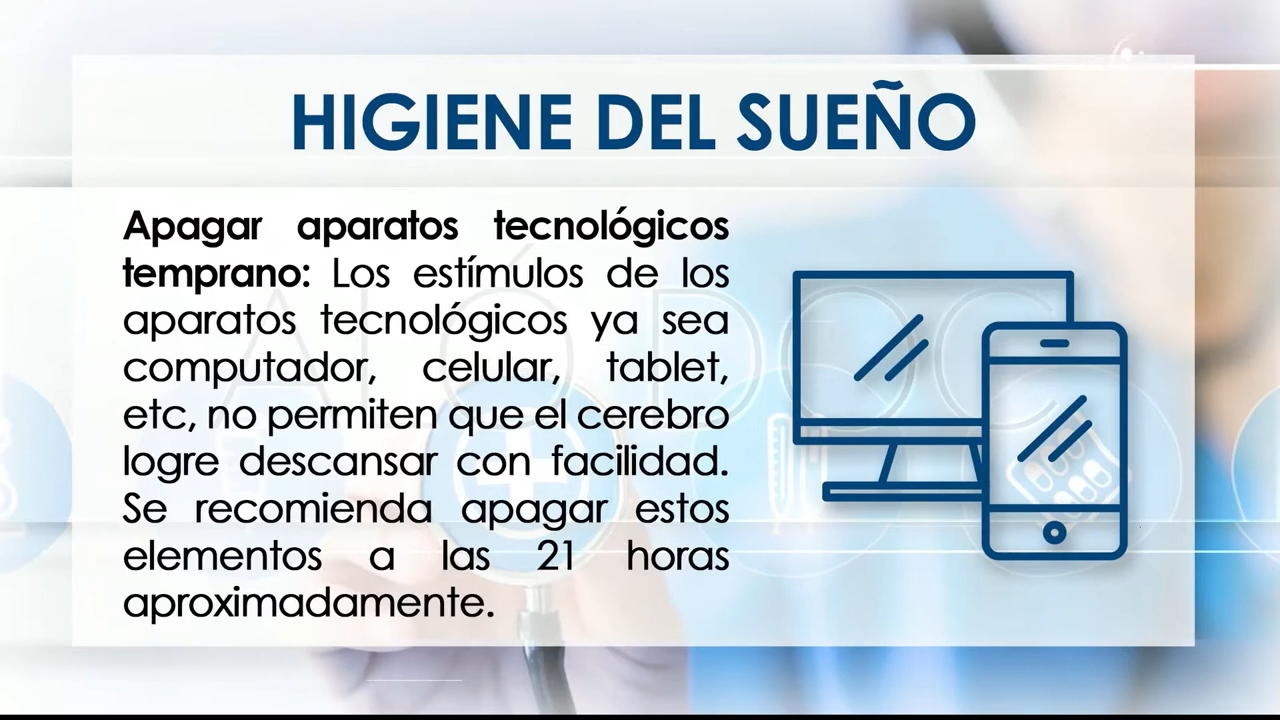 HIGIENE DEL SUEÑO
Apagar aparatos tecnológicos
temprano: Los estímulos de los
aparatos tecnológicos ya sea
computador, celular, tablet,
etc, no permiten que el cerebro
logre descansar con facilidad.
Se recomienda apagar estos
elementos a las 21 horas
aproximadamente.